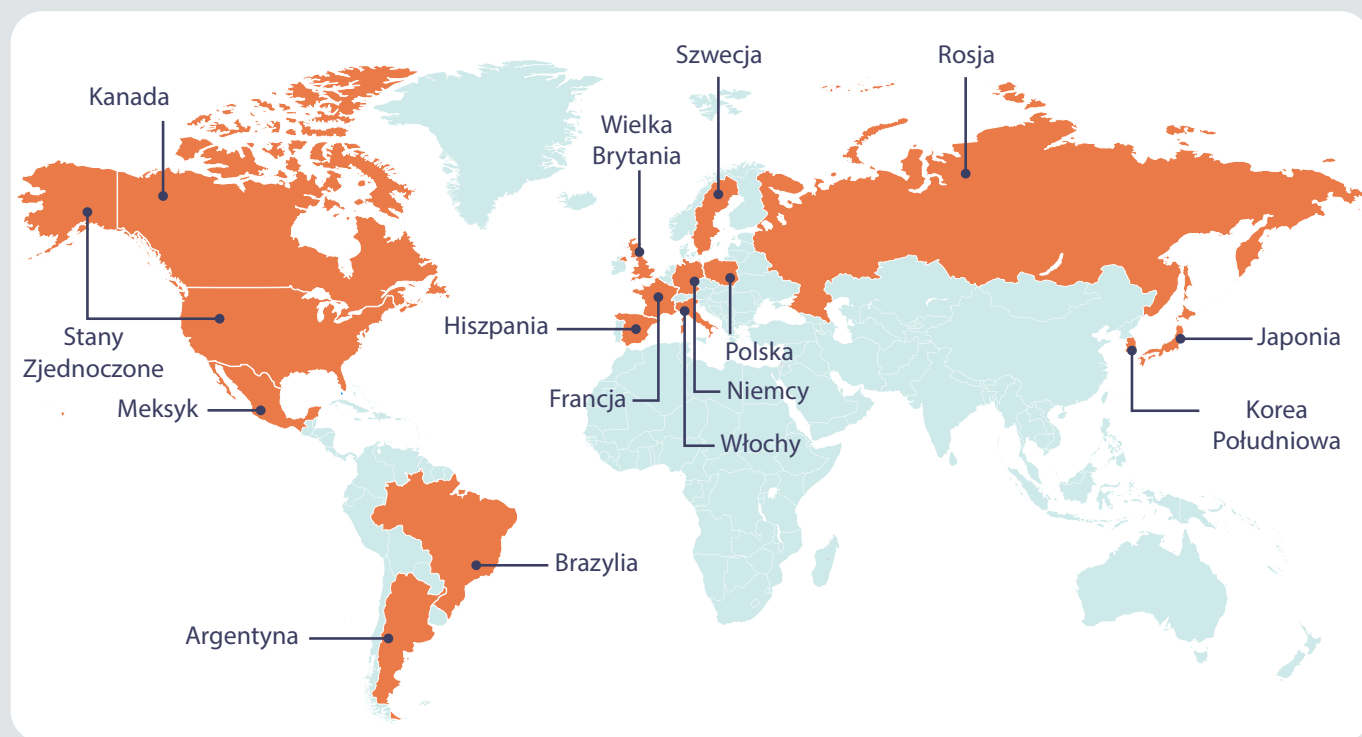 Szwecja
Rosja
Kanada
Wielka
Brytania
Stany
Zjednoczone
Hiszpania
Polska
Japonia
Meksyk
Francja
Niemcy
Korea
Południowa
Włochy
Brazylia
Argentyna